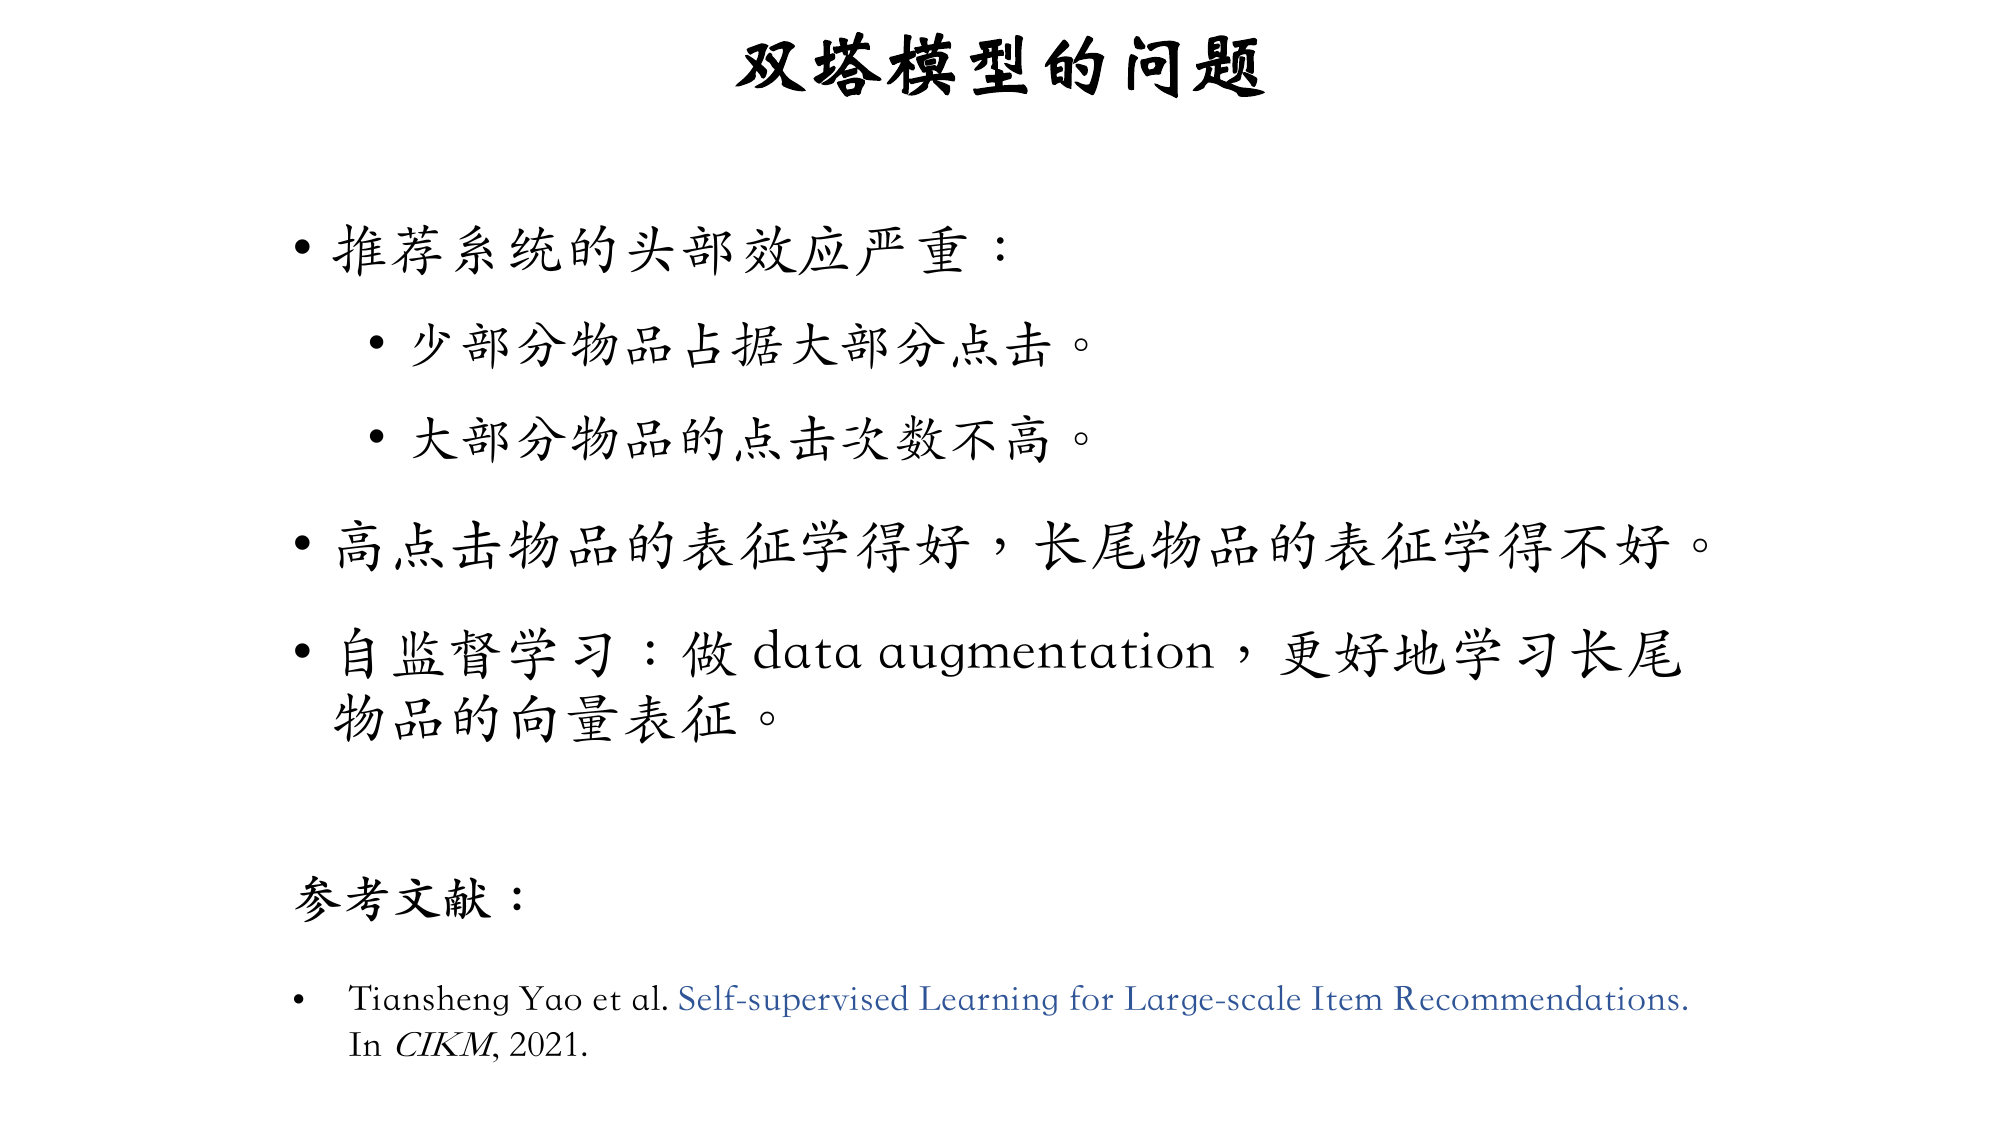 双塔模型的问题
• 推荐系统的头部效应严重：
• 少部分物品占据大部分点击。
• 大部分物品的点击次数不高。
• 高点击物品的表征学得好，长尾物品的表征学得不好。
• 自监督学习：做 data augmentation，更好地学习长尾
物品的向量表征。
参考文献：
• Tiansheng Yao et al. Self-supervised Learning for Large-scale Item Recommendations.
In CIKM, 2021.